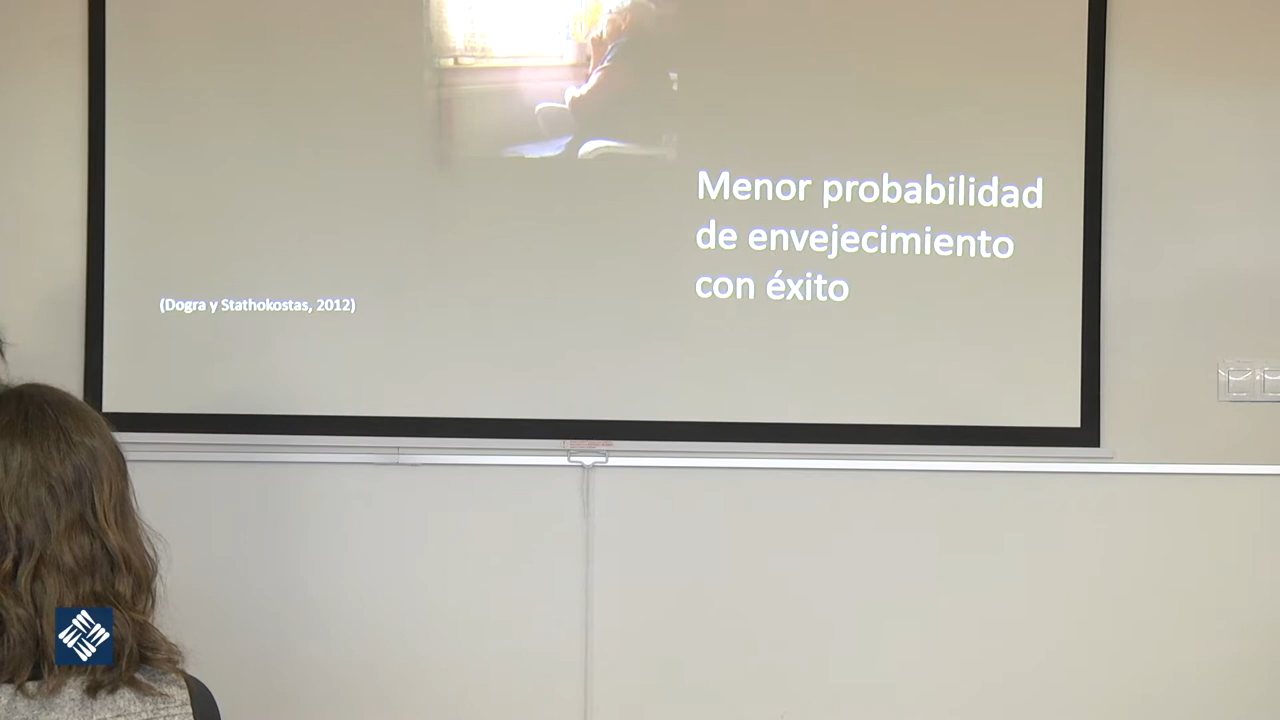 Menor probabilidad
de envejecimiento
con éxito
(Dogra y Stathokostas, 2012)